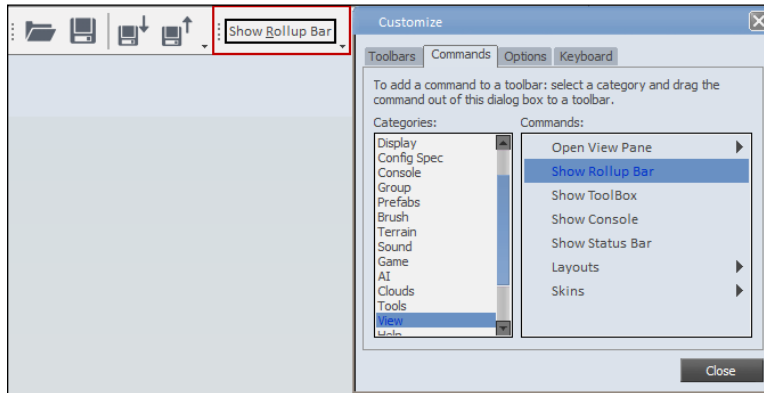 Show Rollup Bar
Customize
Toolbars Commands Options Keyboard
To add a command to a toolbar: select a category and drag the
command out of this dialog box to a toolbar.
Categories: Commands:
Display
Config Spec
Console
Group
Prefabs
Brush
Terrain
Sound
Game
AI
Clouds
Tools
View
Help
Open View Pane
Show Rollup Bar
Show ToolBox
Show Console
Show Status Bar
Layouts
Skins
Close